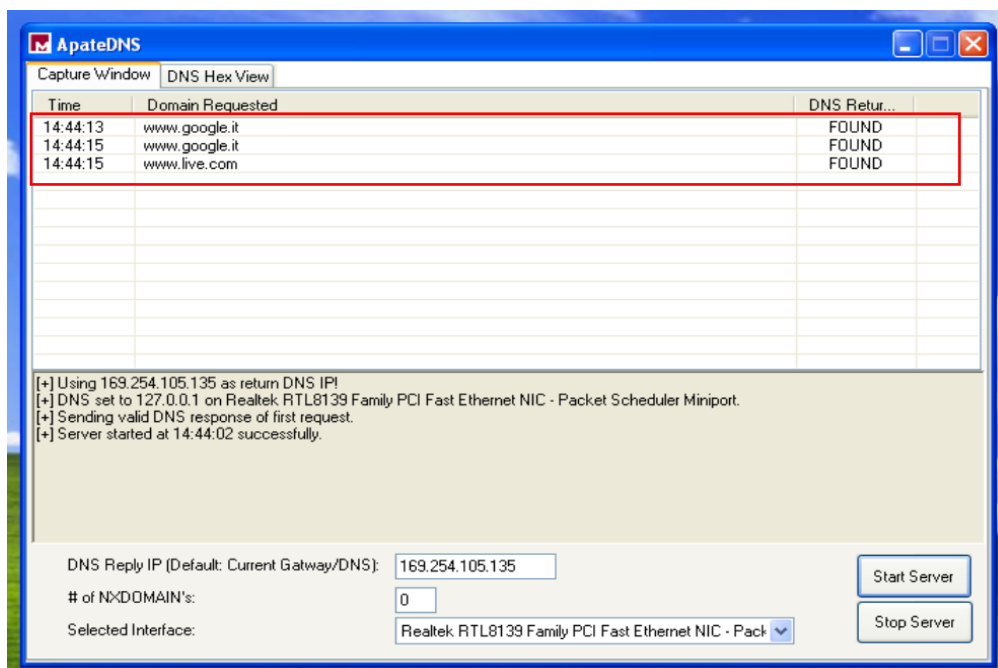 ApateDNS
Capture Window DNS Hex View
Time Domain Requested DNS Retur...
14:44:13 www.google.it FOUND
14:44:15 www.google.it FOUND
14:44:15 www.live.com FOUND
[+] Using 169.254.105.135 as return DNS IP!
[+] DNS set to 127.0.0.1 on Realtek RTL8139 Family PCI Fast Ethernet NIC - Packet Scheduler Miniport.
[+] Sending valid DNS response of first request.
[+] Server started at 14:44:02 successfully.
DNS Reply IP (Default: Current Gatway/DNS): 169.254.105.135
# of NXDOMAIN's: 0
Selected Interface: Realtek RTL8139 Family PCI Fast Ethernet NIC - Pack
Start Server
Stop Server